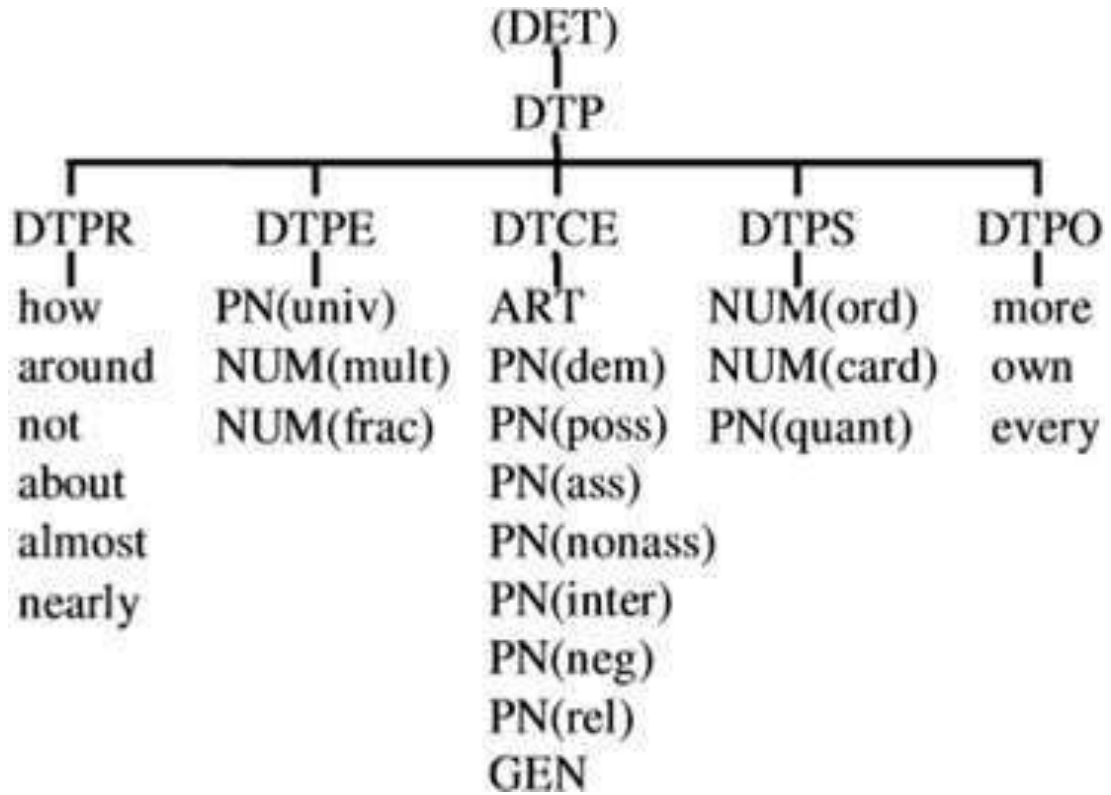 (DET)
DTP
DTPR DTPE DTCE DTPS DTPO
how PN(univ) ART NUM(ord) more
around NUM(mult) PN(dem) NUM(card) own
not NUM(frac) PN(poss) PN(quant) every
about PN(ass)
almost PN(nonass)
nearly PN(inter)
PN(neg)
PN(rel)
GEN